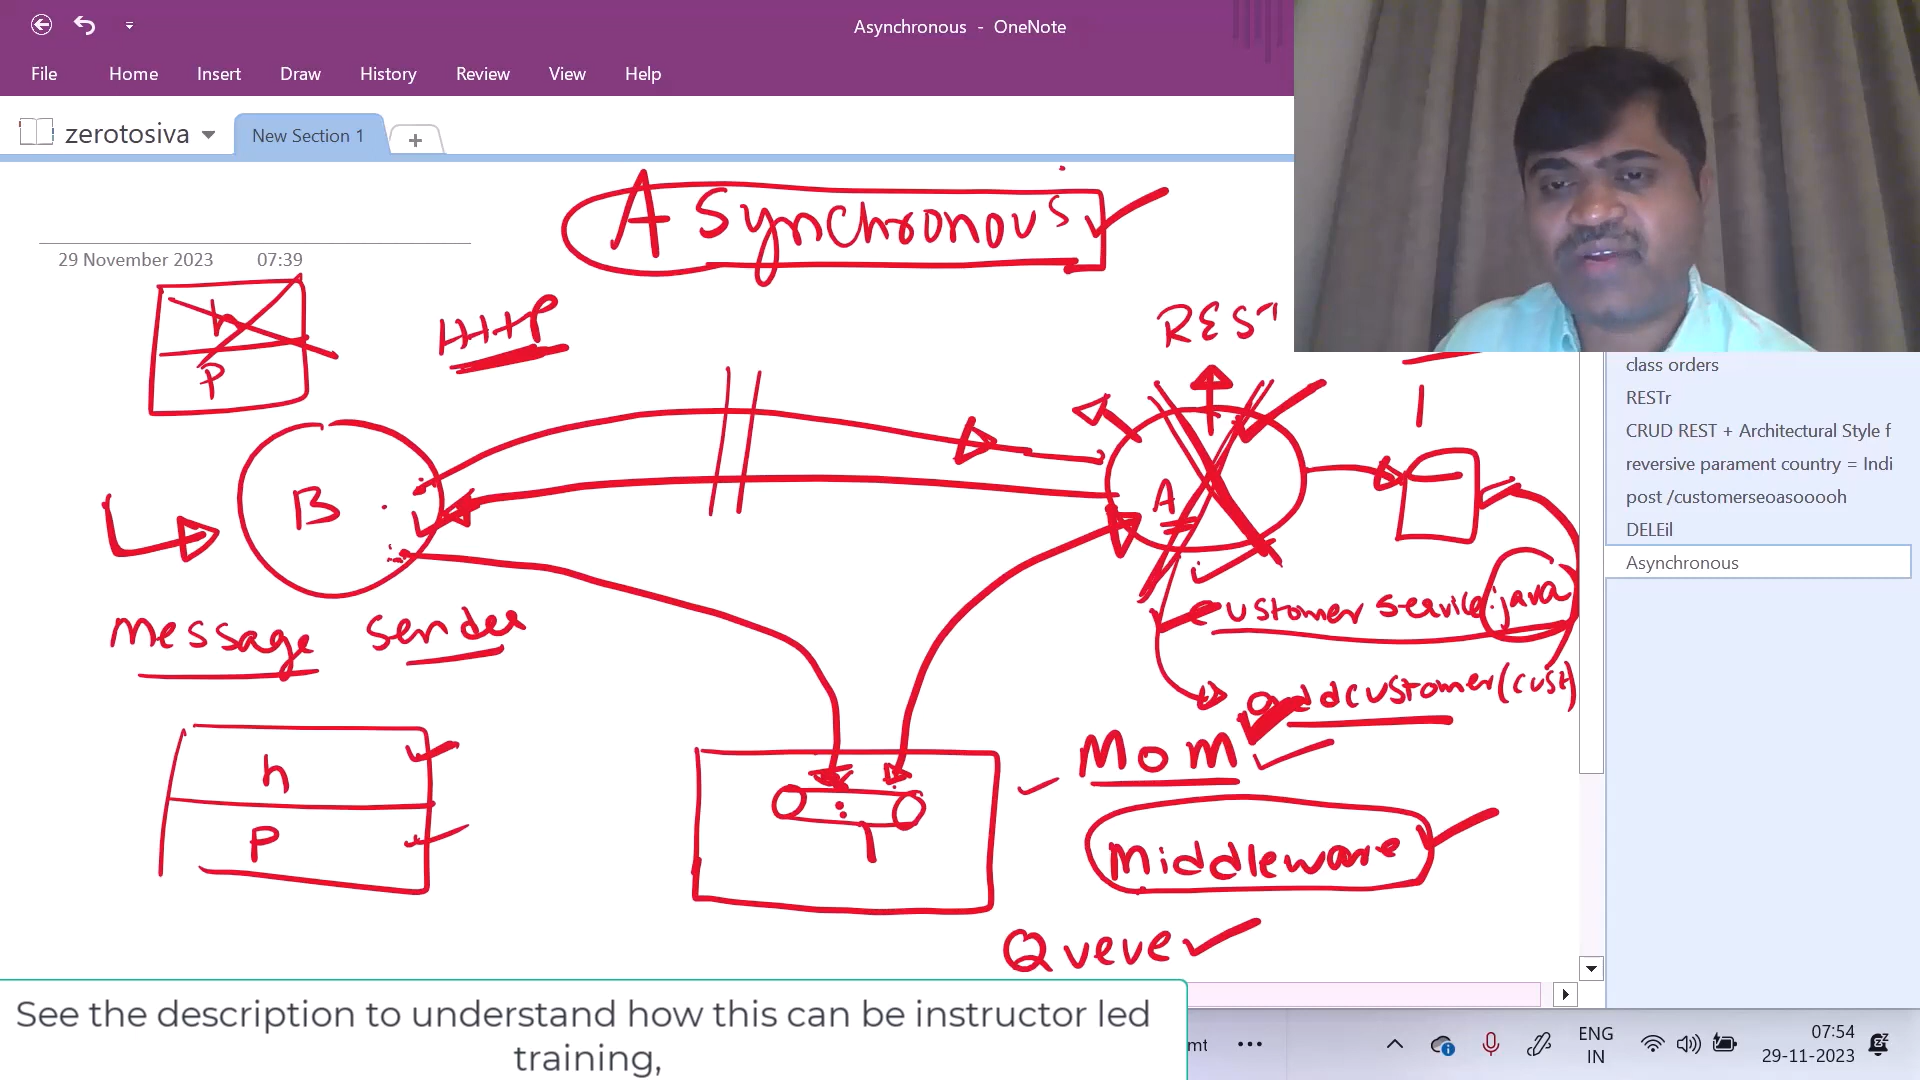 Asynchronous - OneNote
File Home Insert Draw History Review View Help
zerotosiva
New Section 1
+
Asynchronous
29 November 2023 07:39
h
P
HTTP
REST
class orders
RESTr
CRUD REST + Architectural Style f
reversive parament country = Indi
post /customerseoasooooh
DELEil
Asynchronous
B
A
customer service.java
message sender
addcustomer(cust)
MOM
h
P
Middleware
Queue
See the description to understand how this can be instructor led
training,
mt
ENG
IN
07:54
29-11-2023